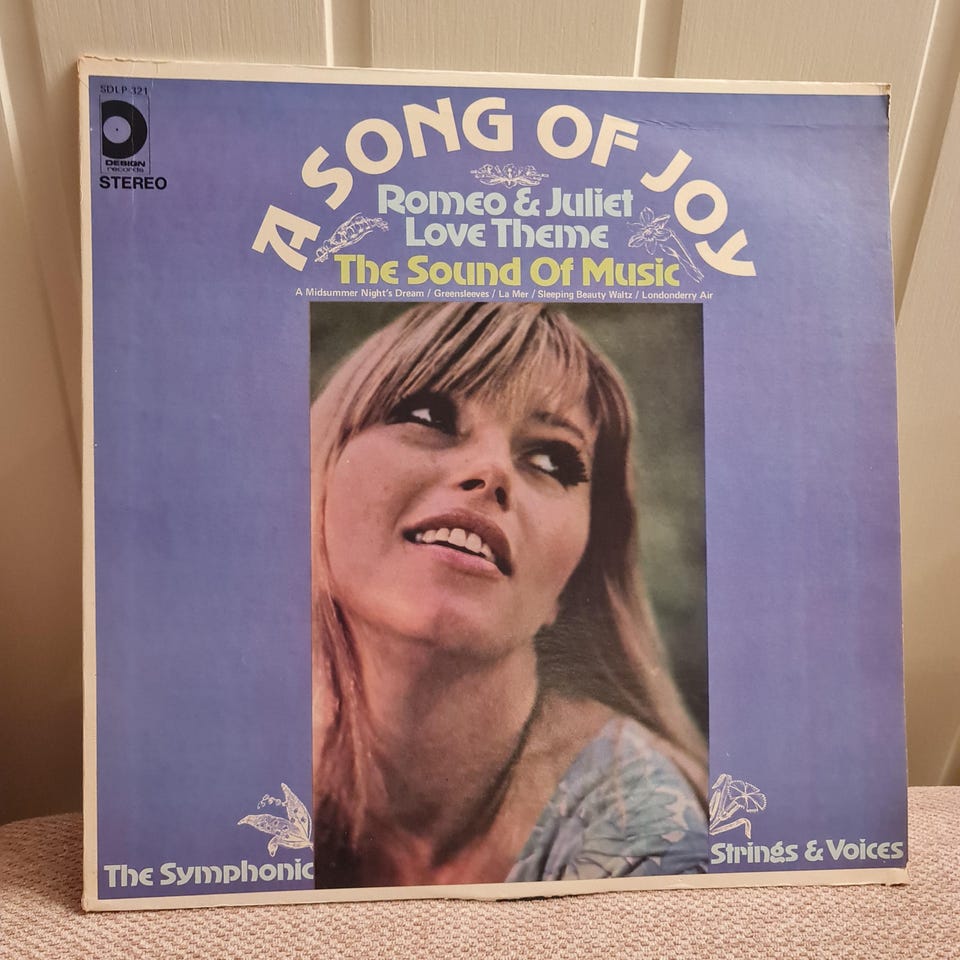 SDLP-321
DESIGN
records
STEREO
A SONG OF JOY
Romeo & Juliet
Love Theme
The Sound Of Music
A Midsummer Night's Dream / Greensleeves / La Mer / Sleeping Beauty Waltz / Londonderry Air
The Symphonic Strings & Voices